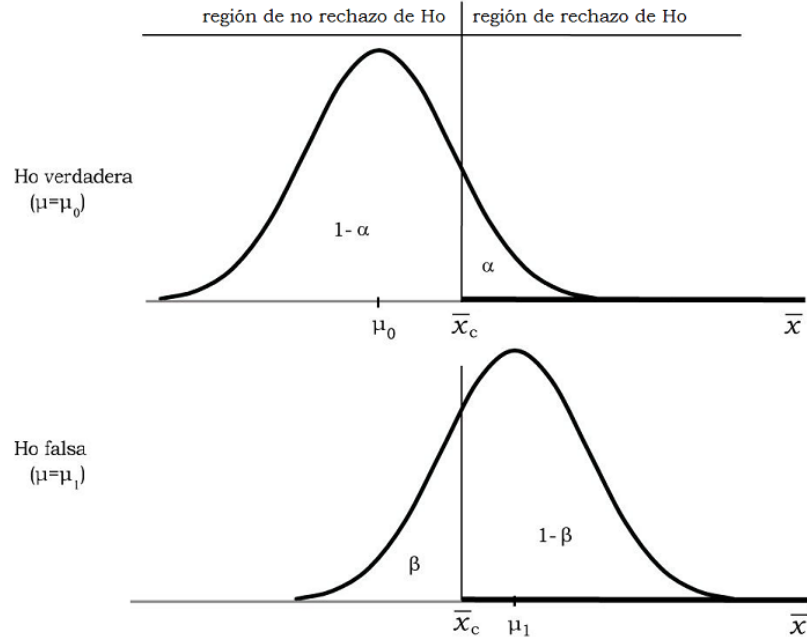 región de no rechazo de Ho
región de rechazo de Ho
Ho verdadera
(μ=μ₀)
1- α
α
μ₀
x̅c
x̅
Ho falsa
(μ=μ₁)
β
1- β
x̅c
μ₁
x̅